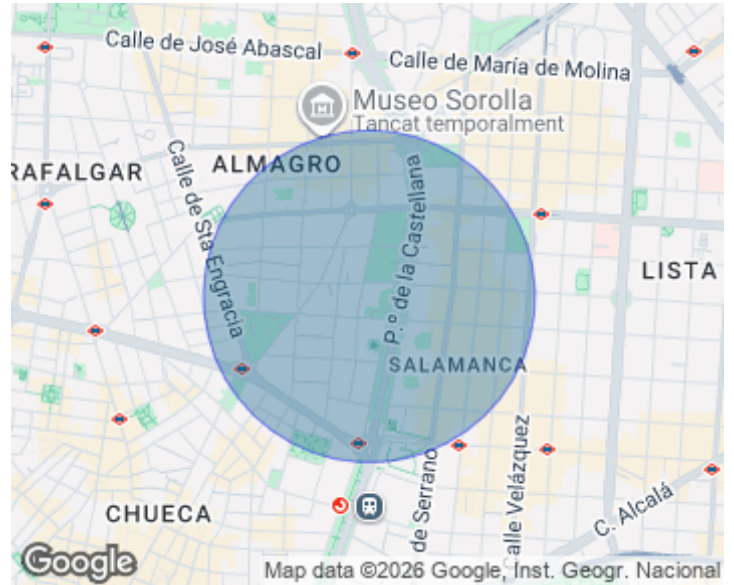 Calle de José Abascal
Calle de María de Molina
Museo Sorolla
Tancat temporalment
RAFALGAR
ALMAGRO
Calle de Sta Engracia
P.º de la Castellana
LISTA
SALAMANCA
de Serrano
Calle Velázquez
CHUECA
C. Alcalá
Google
Map data ©2026 Google, Inst. Geogr. Nacional